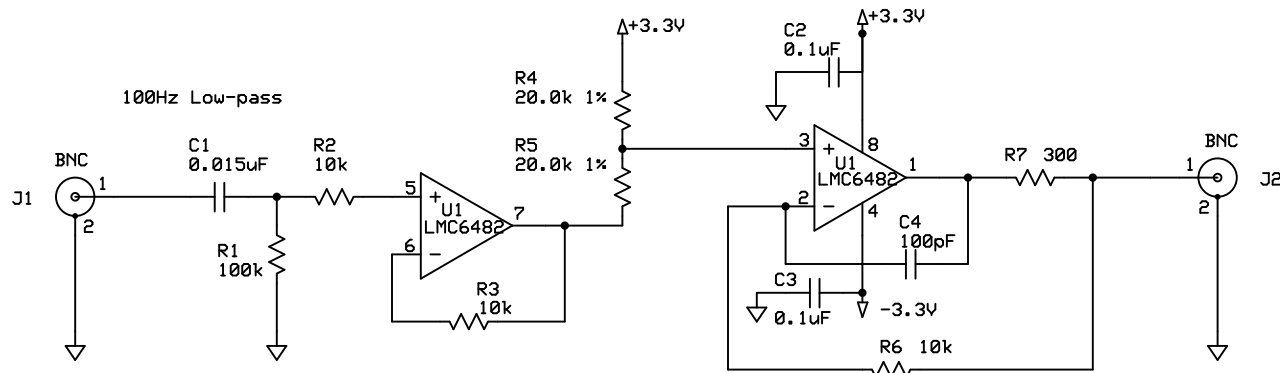 +3.3V
+3.3V
C2
0.1uF
R4
20.0k 1%
100Hz Low-pass
C1
0.015uF
R2
10k
R5
20.0k 1%
3
+
8
U1
LMC6482
1
R7 300
BNC
1
J2
2
BNC
J1
1
2
5
+
U1
LMC6482
7
6
-
2
-
4
C4
100pF
R1
100k
R3
10k
C3
0.1uF
-3.3V
R6 10k